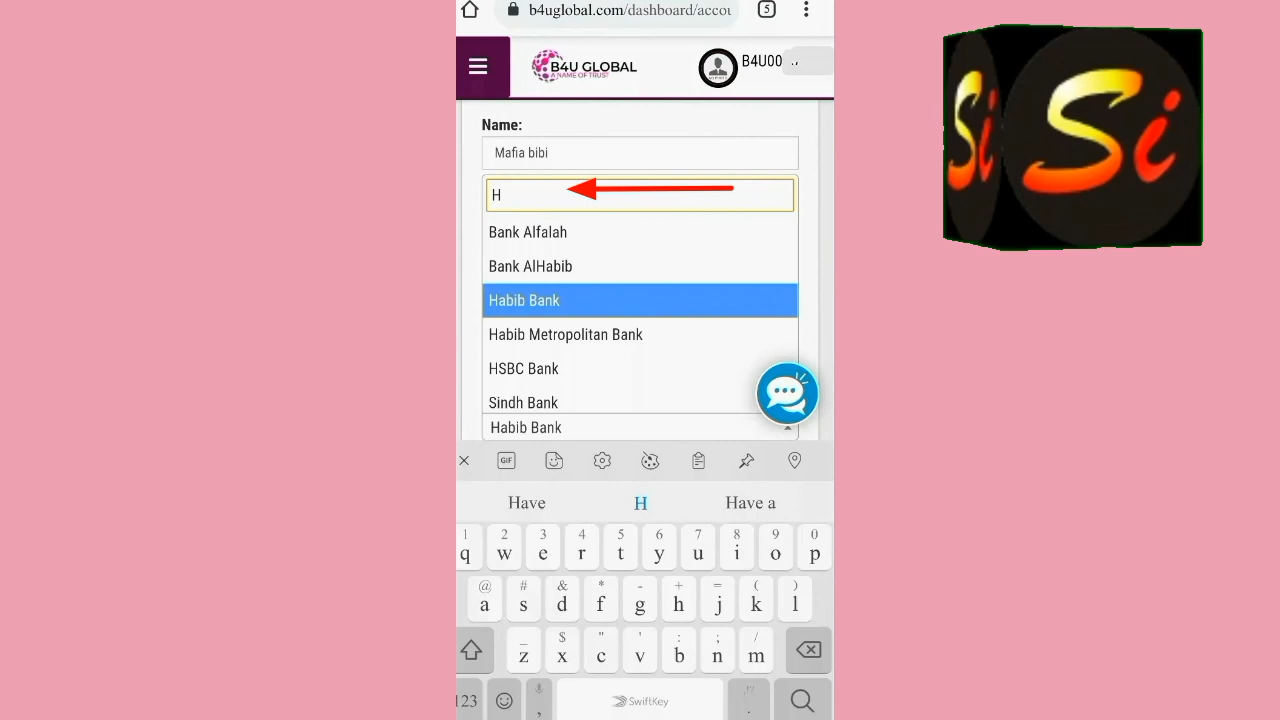 b4uglobal.com/dashboard/accou
5
B4U GLOBAL
A NAME OF TRUST
B4U00
Name:
Mafia bibi
H
Bank Alfalah
Bank AlHabib
Habib Bank
Habib Metropolitan Bank
HSBC Bank
Sindh Bank
Habib Bank
GIF
Have H Have a
1 2 3 4 5 6 7 8 9 0
q w e r t y u i o p
@ # & * - + = ( )
a s d f g h j k l
_ $ " ' : ; /
z x c v b n m
123 , SwiftKey .
Si Si